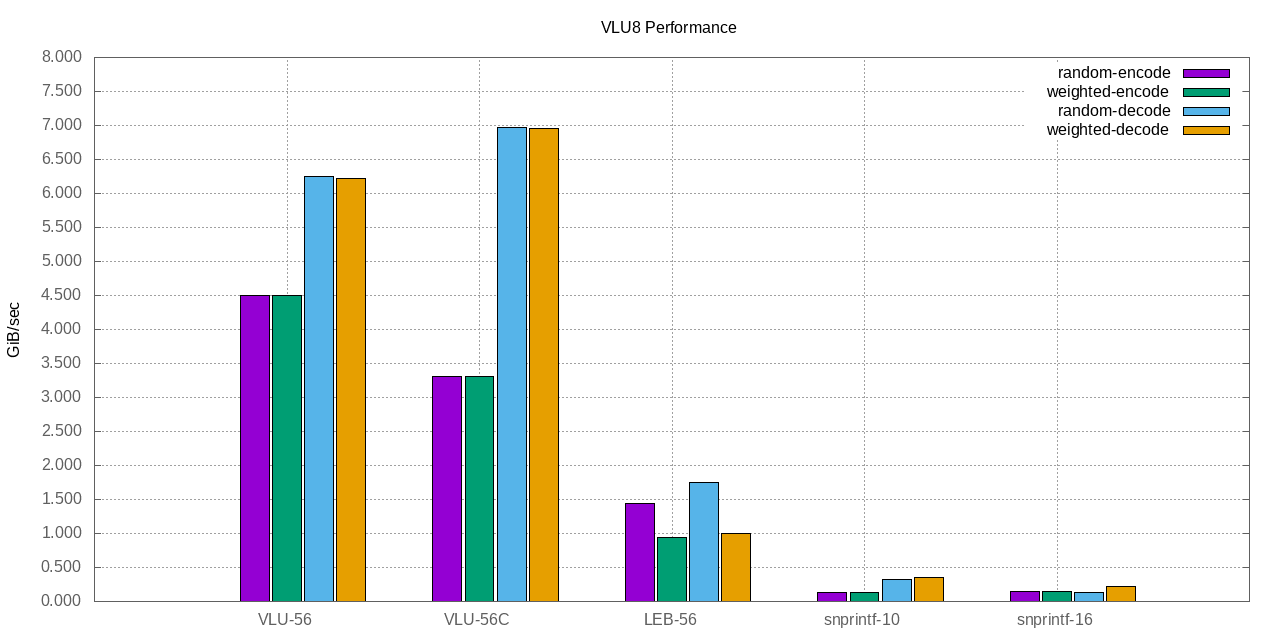 VLU8 Performance
8.000
7.500
7.000
6.500
6.000
5.500
5.000
4.500
4.000
3.500
3.000
2.500
2.000
1.500
1.000
0.500
0.000
GiB/sec
random-encode
weighted-encode
random-decode
weighted-decode
VLU-56
VLU-56C
LEB-56
snprintf-10
snprintf-16